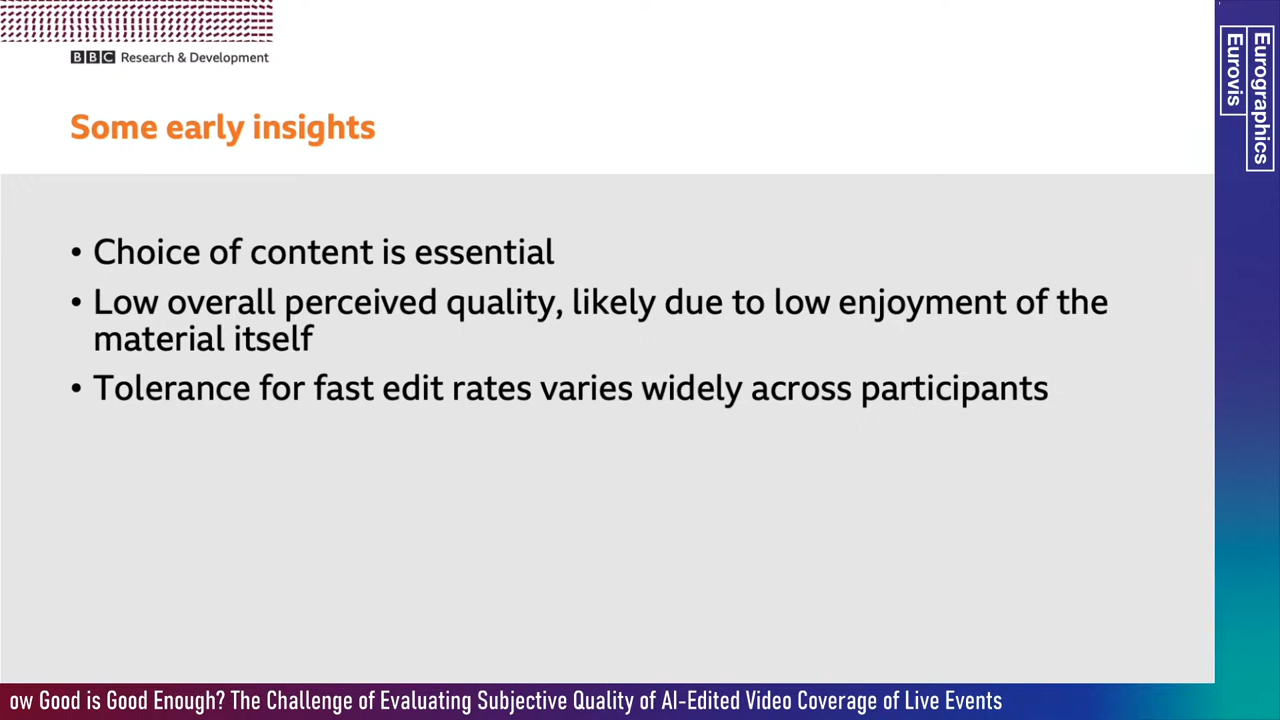 BBC Research & Development
Some early insights
• Choice of content is essential
• Low overall perceived quality, likely due to low enjoyment of the
material itself
• Tolerance for fast edit rates varies widely across participants
Eurographics
Eurovis
ow Good is Good Enough? The Challenge of Evaluating Subjective Quality of AI-Edited Video Coverage of Live Events